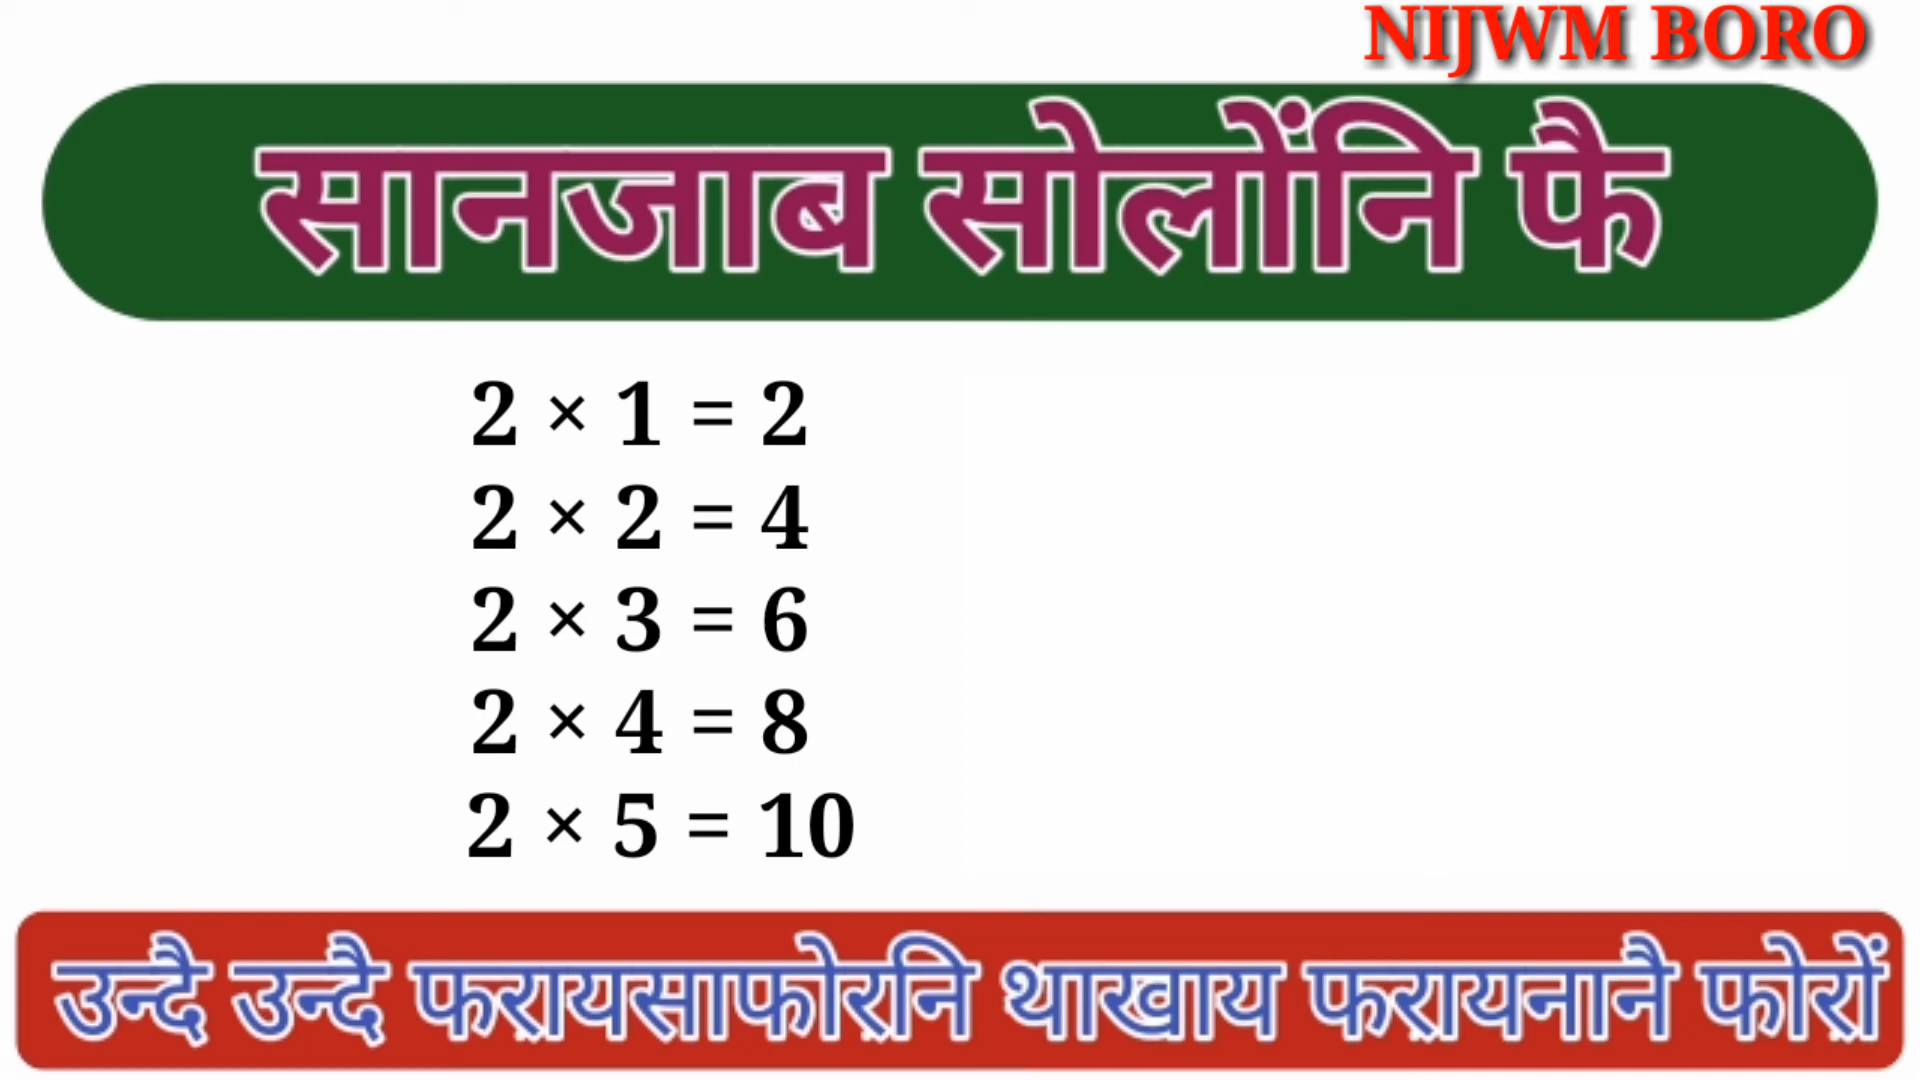 NIJWM BORO
सानजाब सोलोंनि फै
2 × 1 = 2
2 × 2 = 4
2 × 3 = 6
2 × 4 = 8
2 × 5 = 10
उन्दै उन्दै फरायसाफोरनि थाखाय फरायनानै फोरों